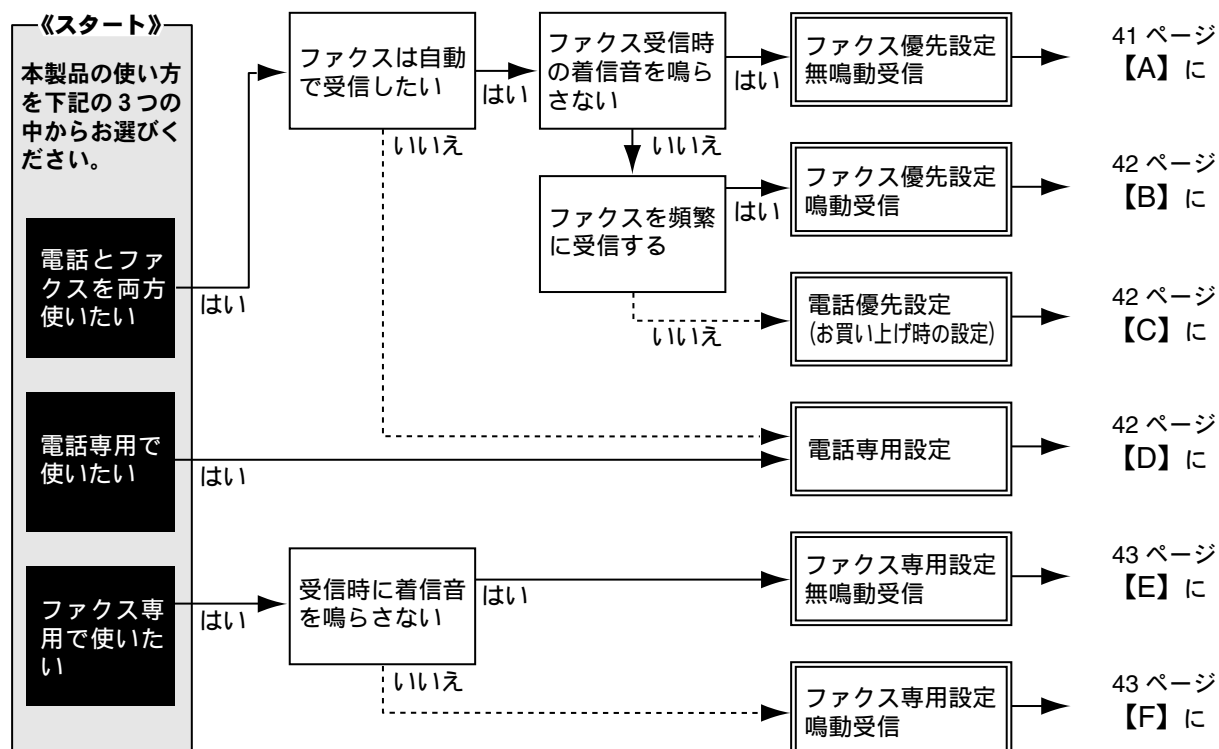 《スタート》
本製品の使い方
を下記の3つの
中からお選びく
ださい。
電話とファ
クスを両方
使いたい
はい
ファクスは自動
で受信したい
はい
いいえ
ファクス受信時
の着信音を鳴ら
さない
はい
いいえ
ファクス優先設定
無鳴動受信
41 ページ
【A】に
ファクスを頻繁
に受信する
はい
いいえ
ファクス優先設定
鳴動受信
42 ページ
【B】に
電話優先設定
(お買い上げ時の設定)
42 ページ
【C】に
電話専用で
使いたい
はい
電話専用設定
42 ページ
【D】に
ファクス専
用で使いた
い
はい
受信時に着信音
を鳴らさない
はい
いいえ
ファクス専用設定
無鳴動受信
43 ページ
【E】に
ファクス専用設定
鳴動受信
43 ページ
【F】に